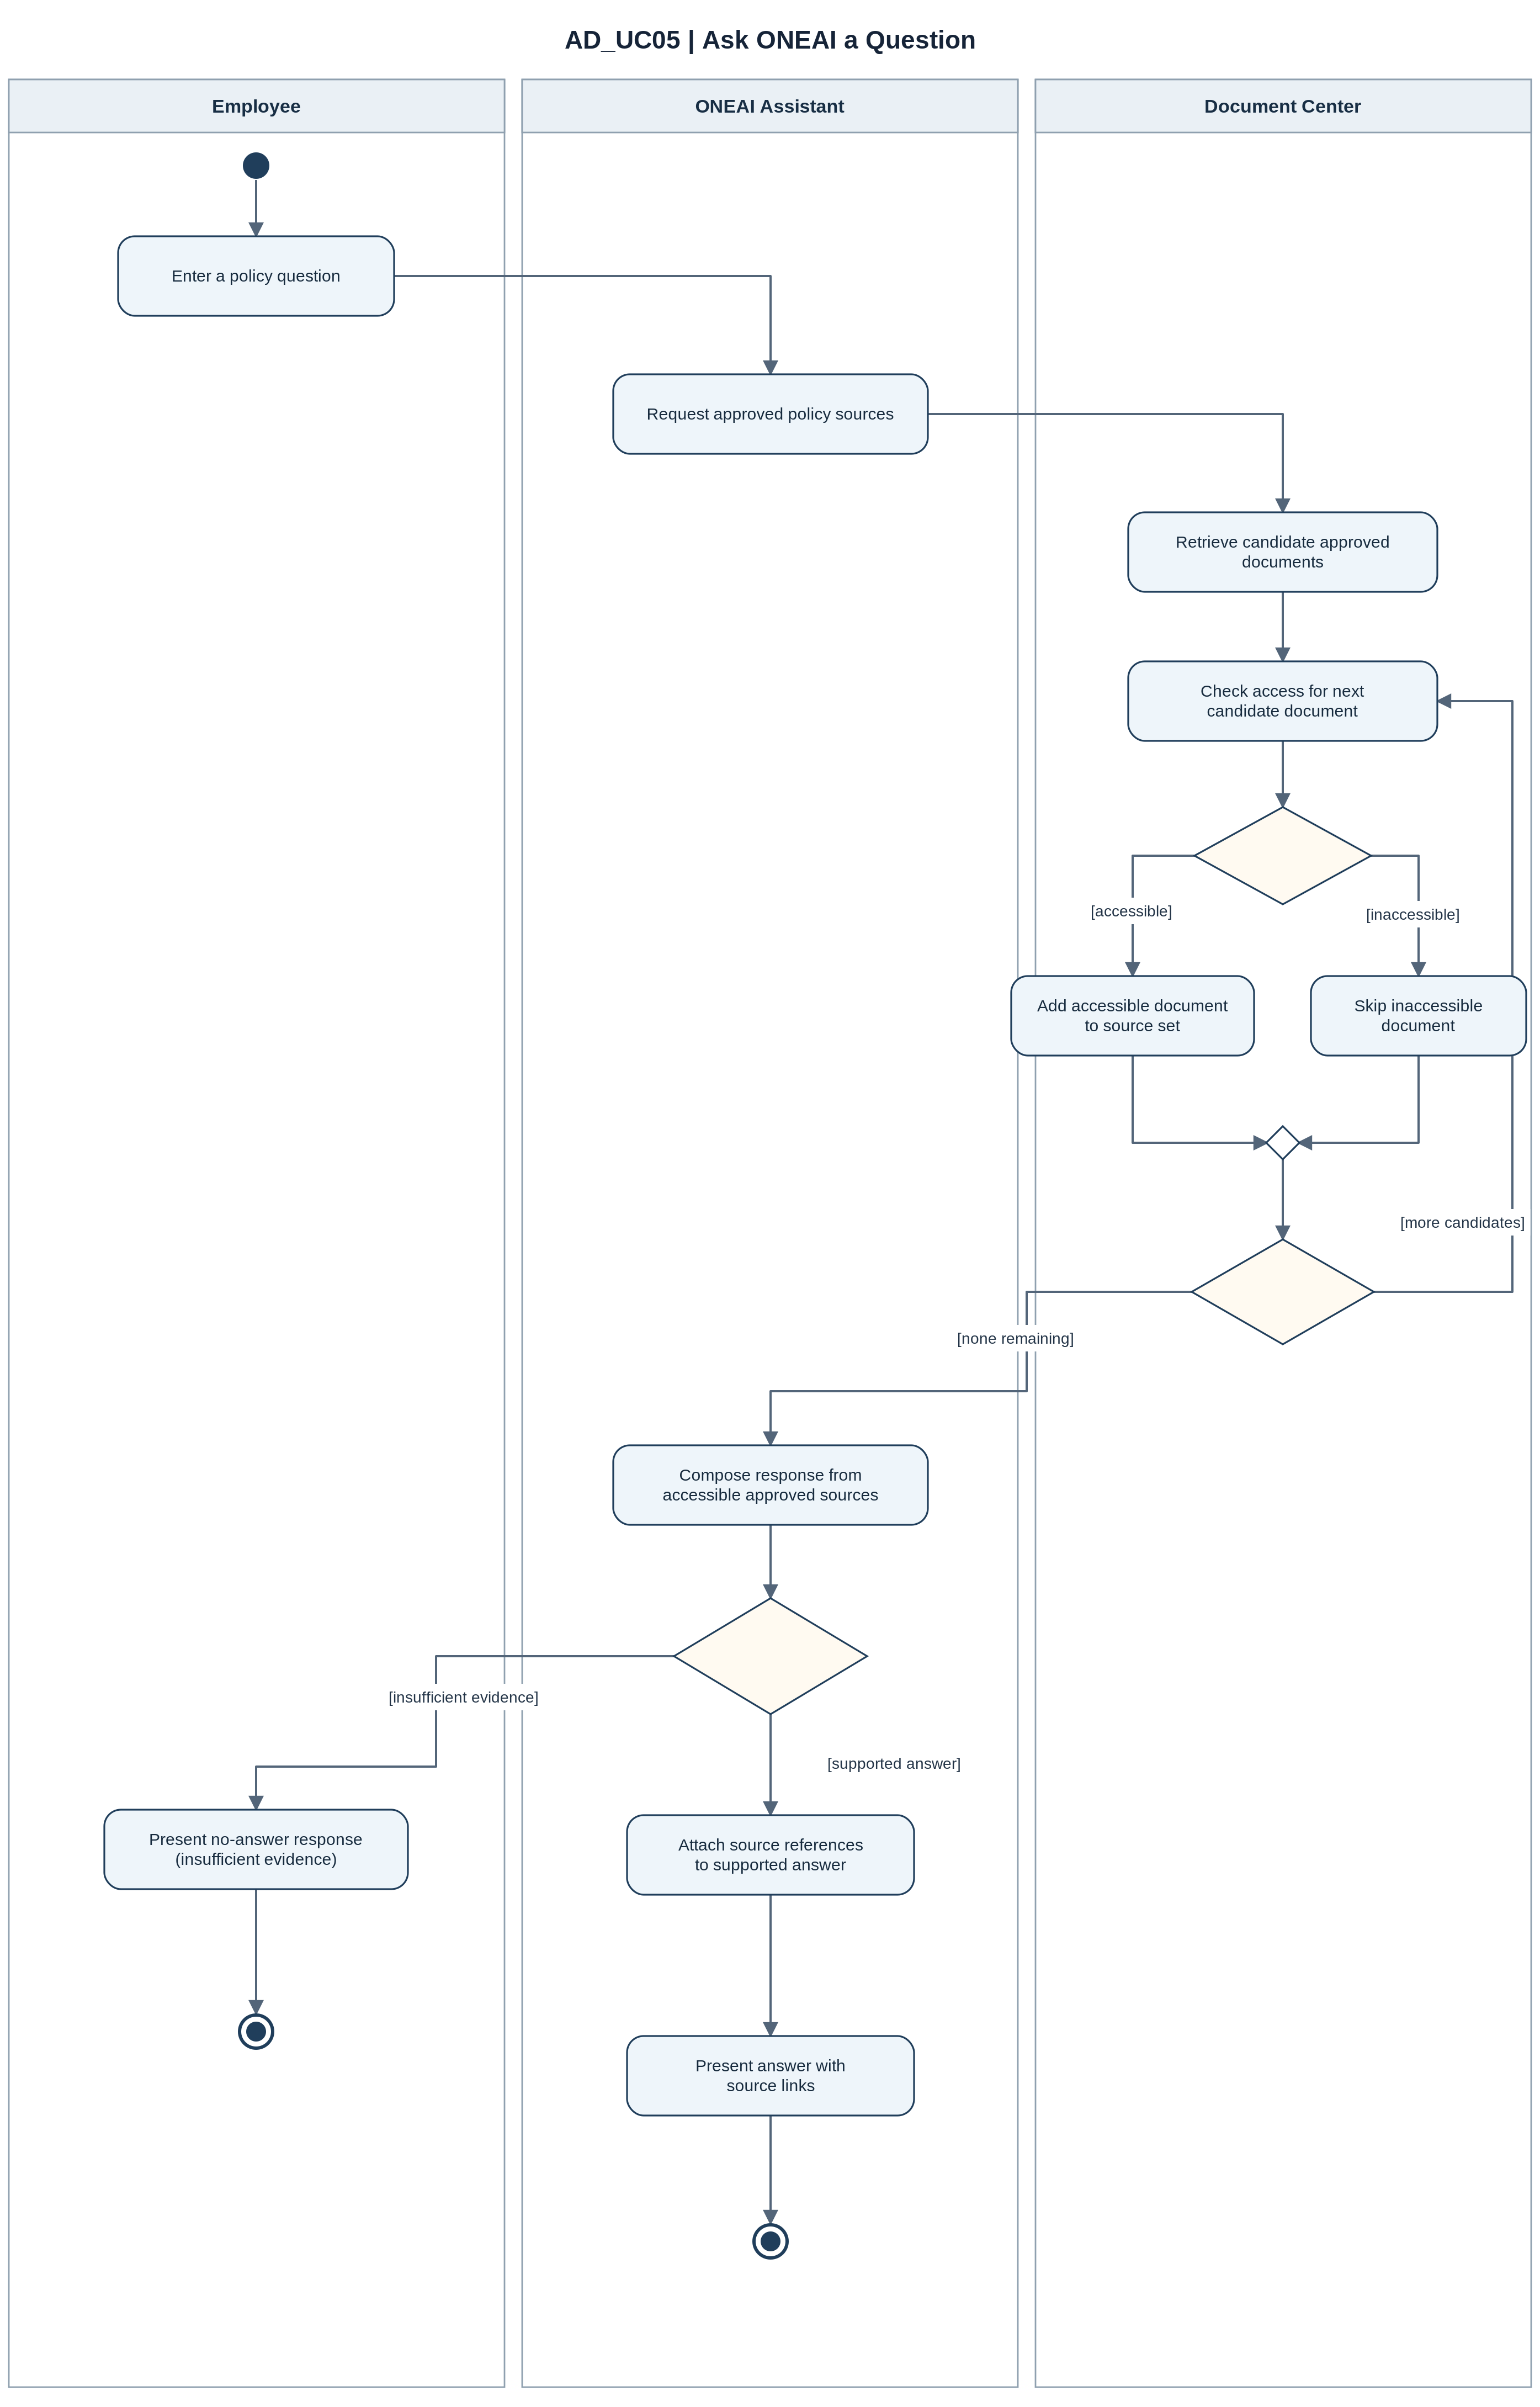 AD_UC05 | Ask ONEAI a Question
Employee
ONEAI Assistant
Document Center
Enter a policy question
Request approved policy sources
Retrieve candidate approved
documents
Check access for next
candidate document
[accessible]
[inaccessible]
Add accessible document
to source set
Skip inaccessible
document
[more candidates]
[none remaining]
Compose response from
accessible approved sources
[insufficient evidence]
[supported answer]
Present no-answer response
(insufficient evidence)
Attach source references
to supported answer
Present answer with
source links